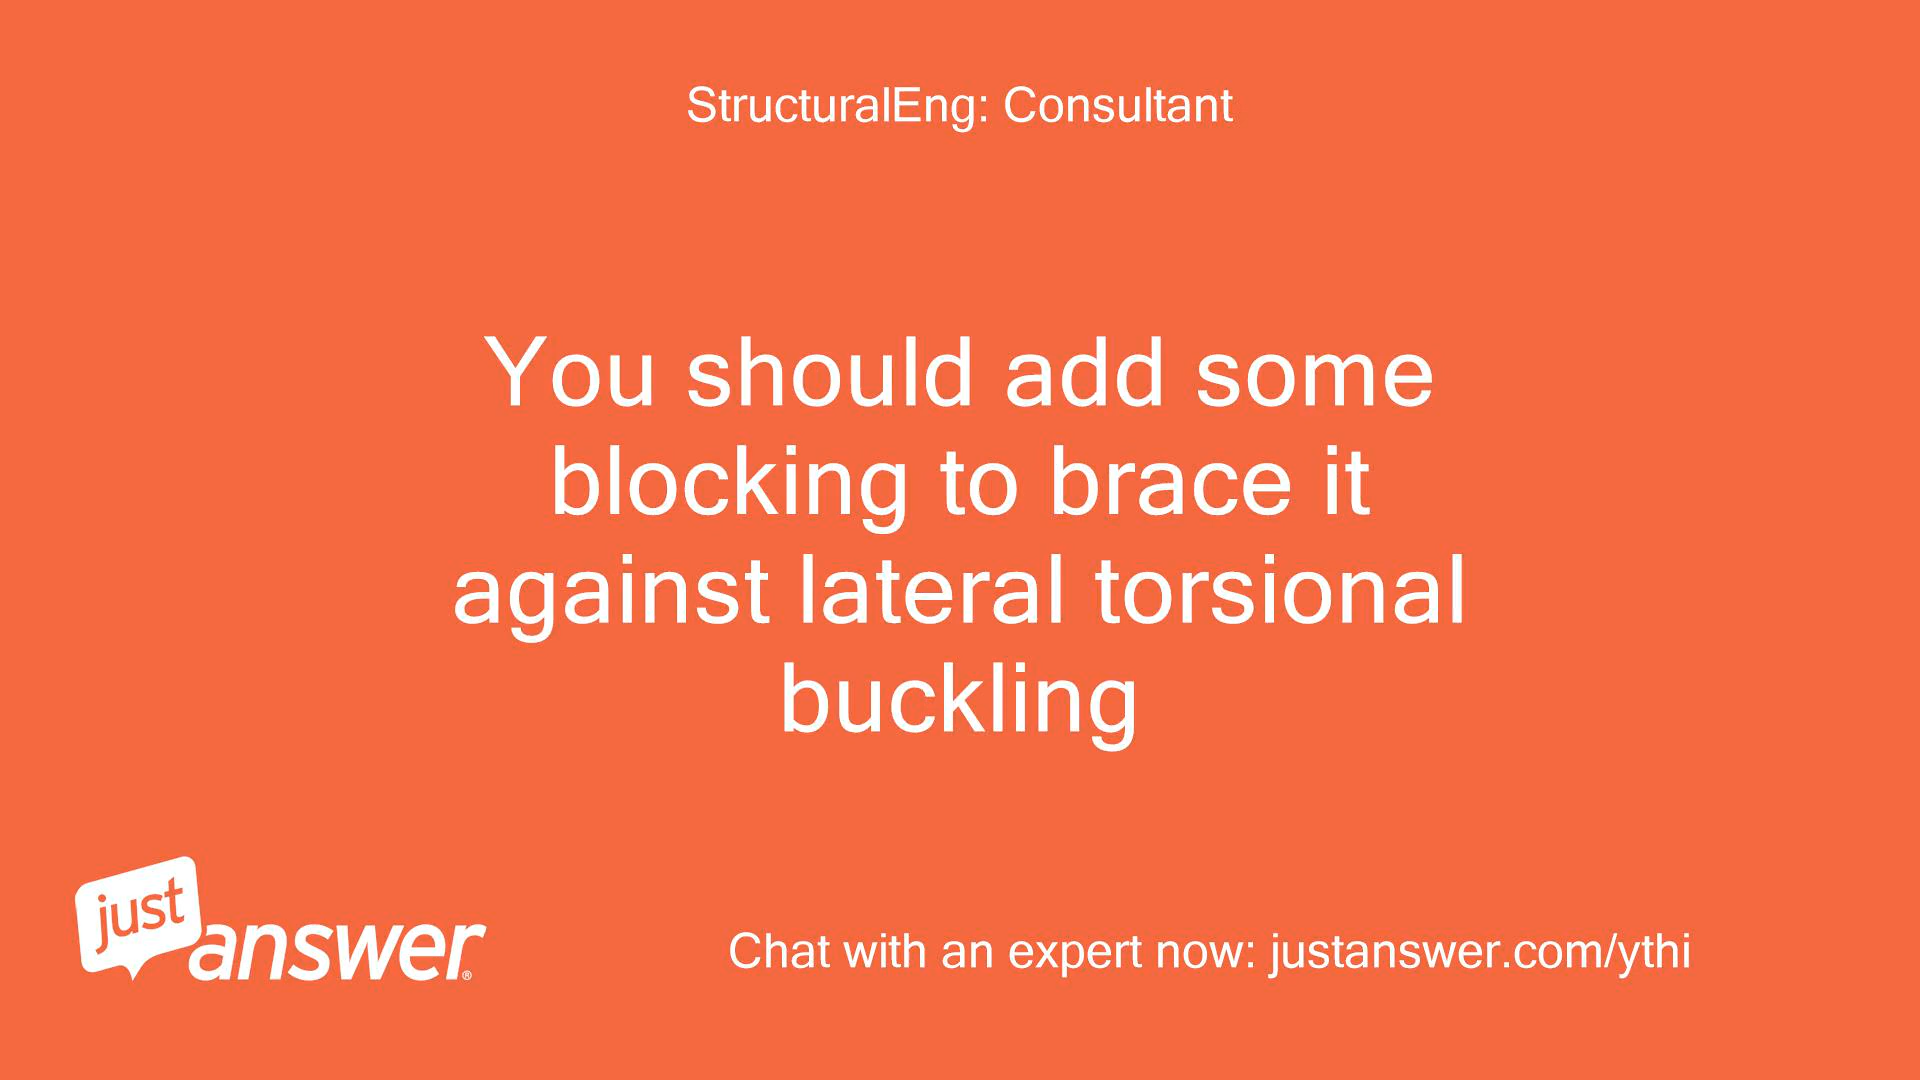 StructuralEng: Consultant
You should add some
blocking to brace it
against lateral torsional
buckling
just
answer®
Chat with an expert now: justanswer.com/ythi